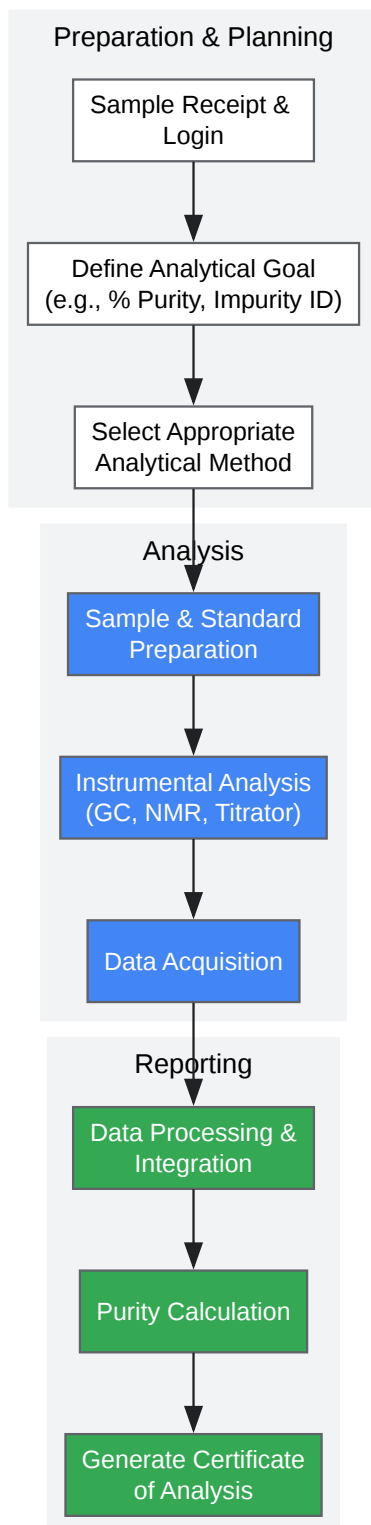 Preparation & Planning
Sample Receipt &
Login
Define Analytical Goal
(e.g., % Purity, Impurity ID)
Select Appropriate
Analytical Method
Analysis
Sample & Standard
Preparation
Instrumental Analysis
(GC, NMR, Titrator)
Data Acquisition
Reporting
Data Processing &
Integration
Purity Calculation
Generate Certificate
of Analysis